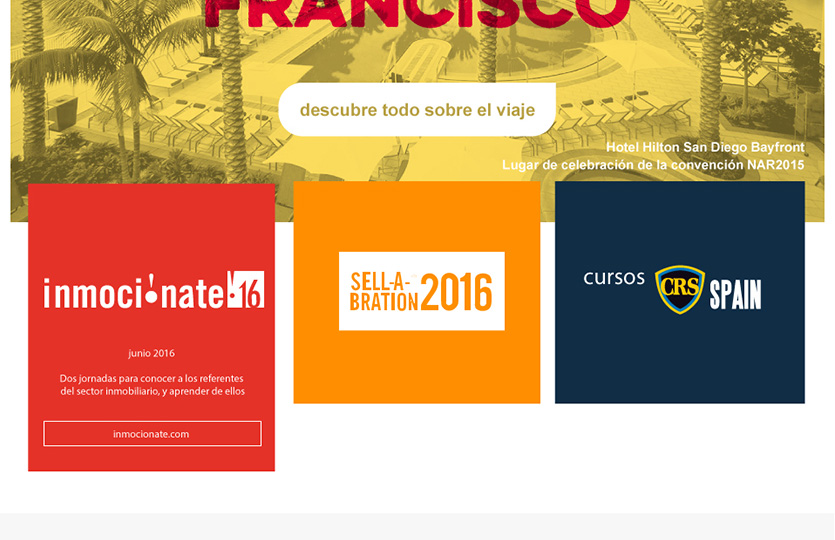 FRANCISCO
descubre todo sobre el viaje
Hotel Hilton San Diego Bayfront
Lugar de celebración de la convención NAR2015
inmoci!nate!16
junio 2016
Dos jornadas para conocer a los referentes
del sector inmobiliario, y aprender de ellos
inmocionate.com
SELL-A-
BRATION 2016
cursos CRS SPAIN